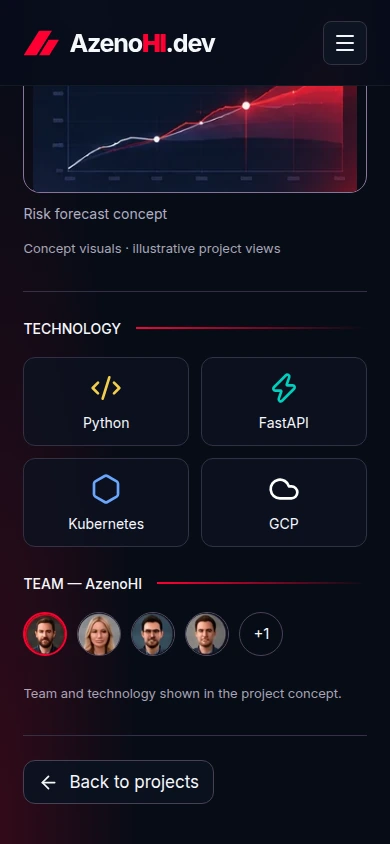 AzenoHI.dev
Risk forecast concept
Concept visuals · illustrative project views
TECHNOLOGY
Python
FastAPI
Kubernetes
GCP
TEAM — AzenoHI
+1
Team and technology shown in the project concept.
Back to projects